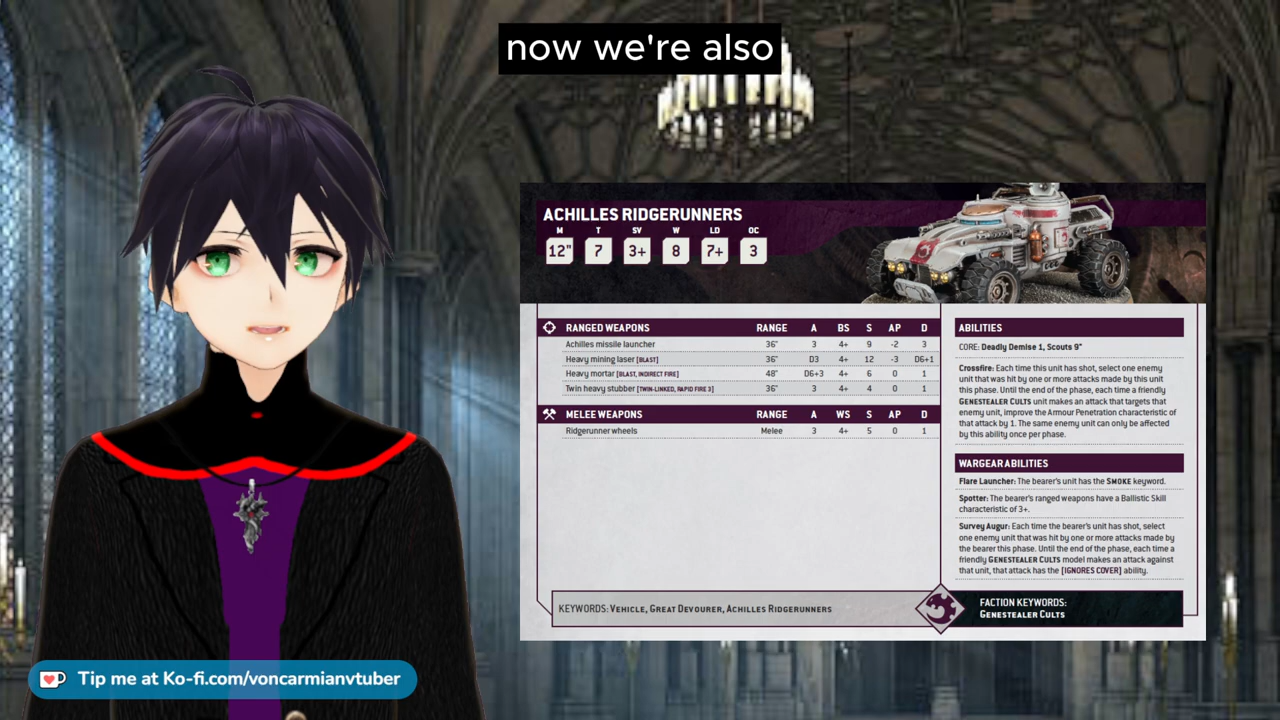 now we're also
ACHILLES RIDGERUNNERS
M T SV W LD OC
12" 7 3+ 8 7+ 3
RANGED WEAPONS RANGE A BS S AP D
Achilles missile launcher 36" 3 4+ 9 -2 3
Heavy mining laser [BLAST] 36" D3 4+ 12 -3 D6+1
Heavy mortar [BLAST, INDIRECT FIRE] 48" D6+3 4+ 6 0 1
Twin heavy stubber [TWIN-LINKED, RAPID FIRE 3] 36" 3 4+ 4 0 1
MELEE WEAPONS RANGE A WS S AP D
Ridgerunner wheels Melee 3 4+ 5 0 1
ABILITIES
CORE: Deadly Demise 1, Scouts 9"
Crossfire: Each time this unit has shot, select one enemy
unit that was hit by one or more attacks made by this unit
this phase. Until the end of the phase, each time a friendly
GENESTEALER CULTS unit makes an attack that targets that
enemy unit, improve the Armour Penetration characteristic
of that attack by 1. The same enemy unit can only be affected
by this ability once per phase.
WARGEAR ABILITIES
Flare Launcher: The bearer's unit has the SMOKE keyword.
Spotter: The bearer's ranged weapons have a Ballistic Skill
characteristic of 3+.
Survey Augur: Each time the bearer's unit has shot, select
one enemy unit that was hit by one or more attacks made by
the bearer this phase. Until the end of the phase, each time a
friendly GENESTEALER CULTS model makes an attack against
that unit, that attack has the [IGNORES COVER] ability.
KEYWORDS: VEHICLE, GREAT DEVOURER, ACHILLES RIDGERUNNERS
FACTION KEYWORDS:
GENESTEALER CULTS
Tip me at Ko-fi.com/voncarmianvtuber